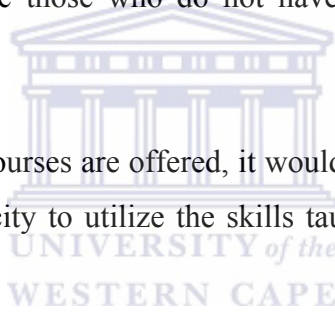 e those who do not have
ourses are offered, it would
city to utilize the skills tau
UNIVERSITY of the
WESTERN CAPE